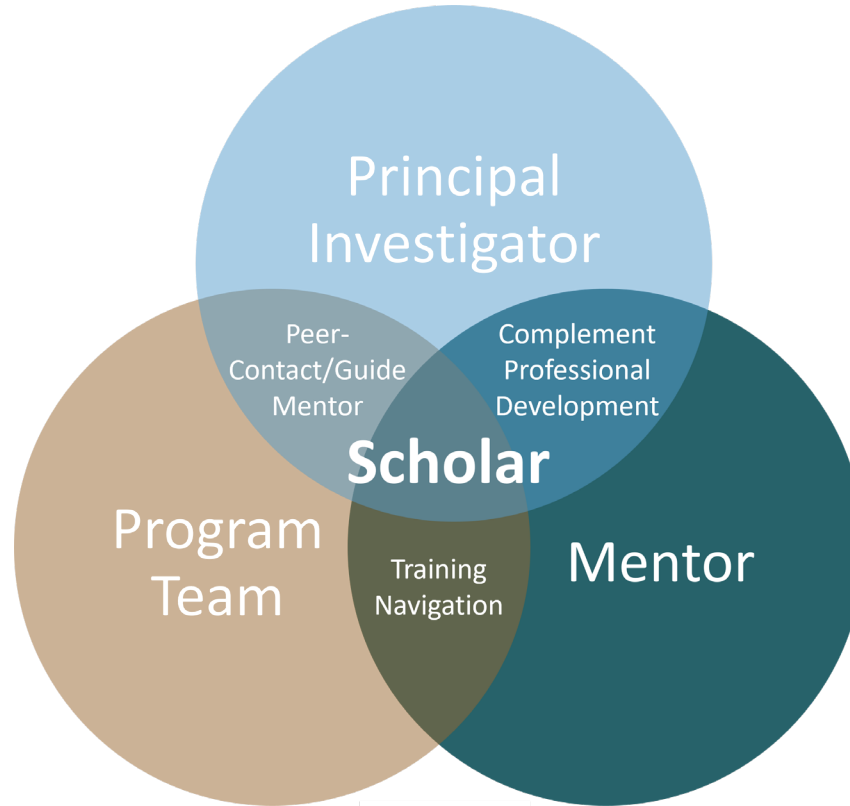 Principal
Investigator
Peer-
Contact/Guide
Mentor
Complement
Professional
Development
Scholar
Program
Team
Mentor
Training
Navigation